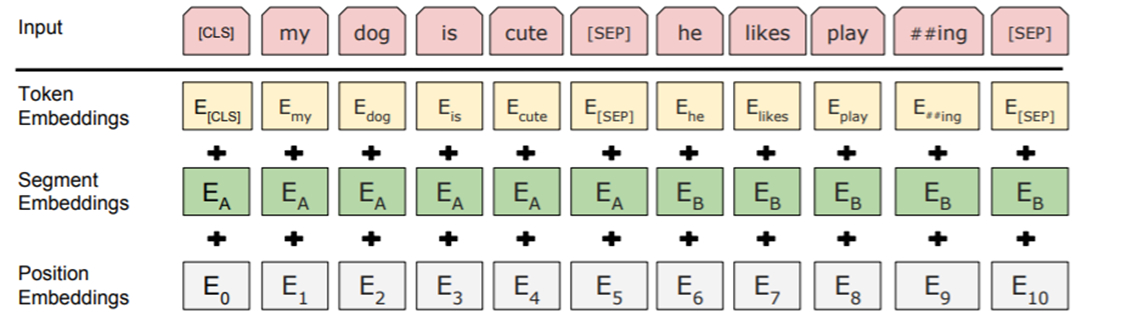 Input [CLS] my dog is cute [SEP] he likes play ##ing [SEP]
Token Embeddings E[CLS] Emy Edog Eis Ecute E[SEP] Ehe Elikes Eplay E##ing E[SEP]
+ + + + + + + + + + +
Segment Embeddings EA EA EA EA EA EA EB EB EB EB EB
+ + + + + + + + + + +
Position Embeddings E0 E1 E2 E3 E4 E5 E6 E7 E8 E9 E10